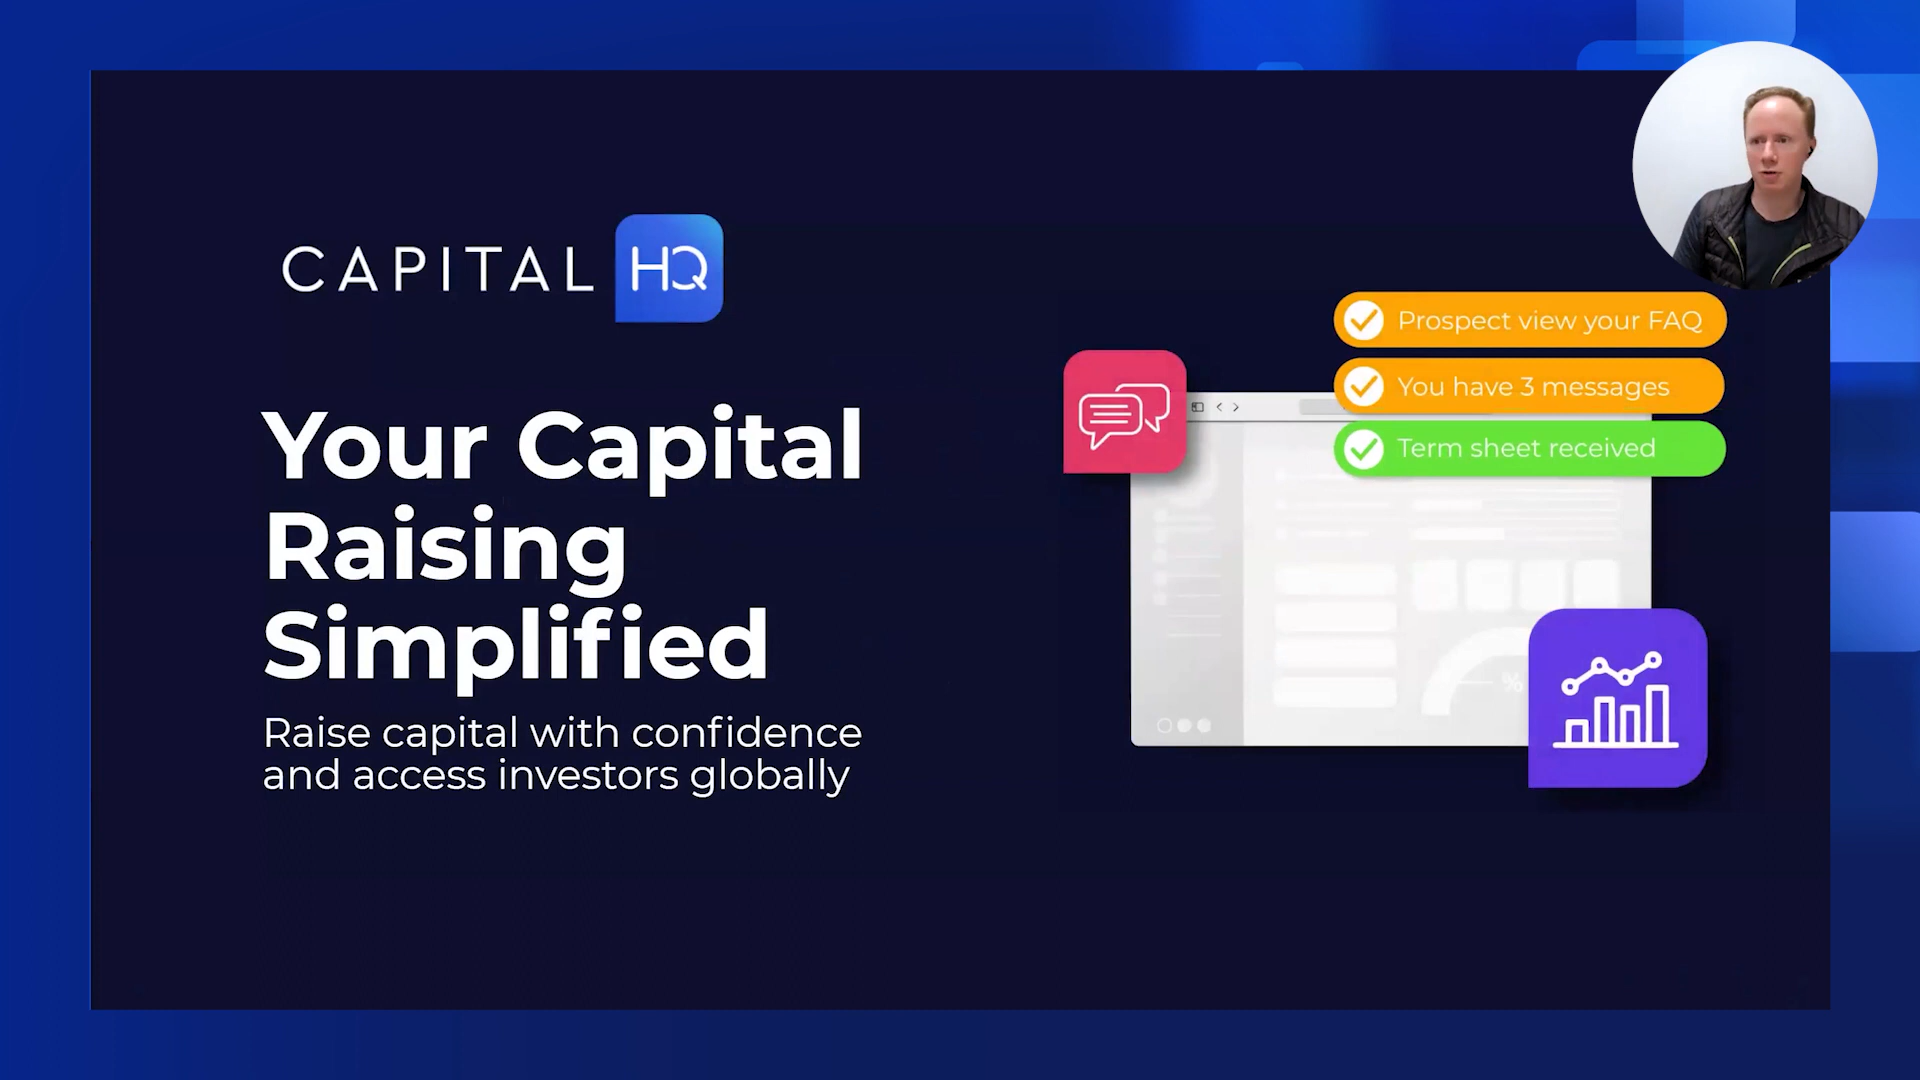 CAPITAL HQ
Your Capital
Raising
Simplified
Raise capital with confidence
and access investors globally
Prospect view your FAQ
You have 3 messages
Term sheet received
%